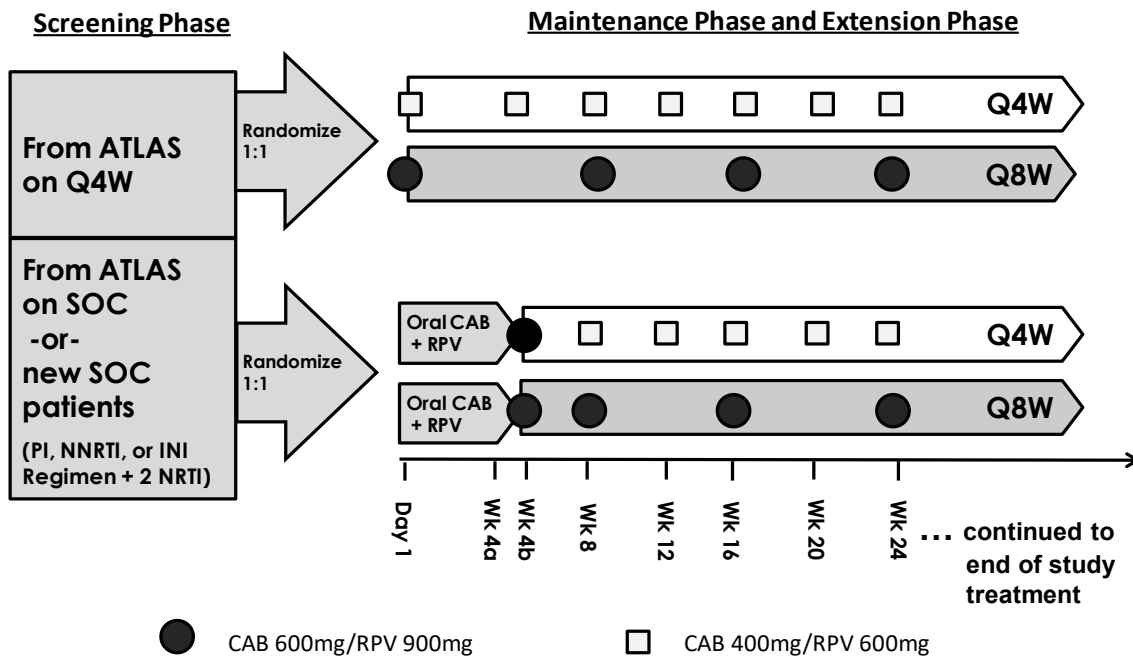 Screening Phase
Maintenance Phase and Extension Phase
From ATLAS
on Q4W
Randomize
1:1
Q4W
Q8W
From ATLAS
on SOC
-or-
new SOC
patients
(PI, NNRTI, or INI
Regimen + 2 NRTI)
Randomize
1:1
Oral CAB
+ RPV
Q4W
Oral CAB
+ RPV
Q8W
Day 1
Wk 4a
Wk 4b
Wk 8
Wk 12
Wk 16
Wk 20
Wk 24
... continued to
end of study
treatment
CAB 600mg/RPV 900mg
CAB 400mg/RPV 600mg